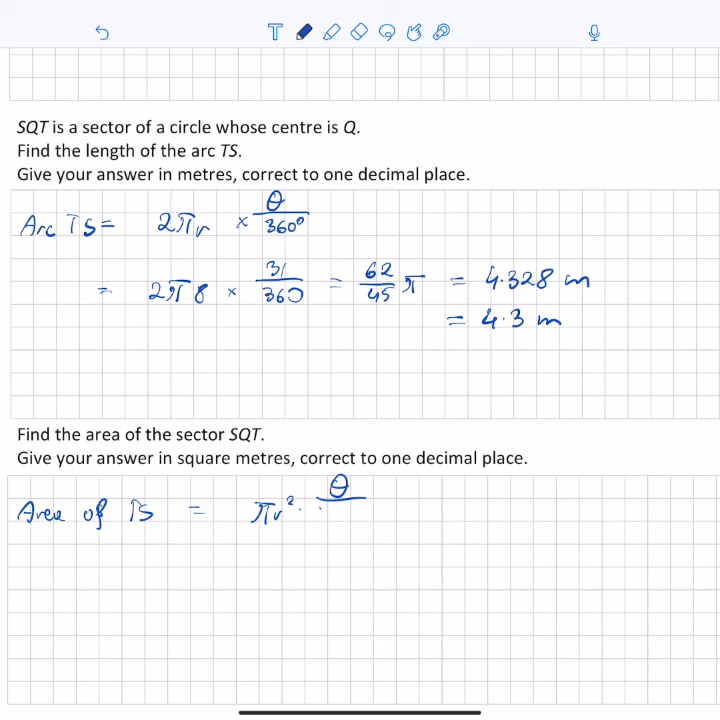 SQT is a sector of a circle whose centre is Q.
Find the length of the arc TS.
Give your answer in metres, correct to one decimal place.
Arc TS = 2πr × θ/360°
= 2π8 × 31/360 = 62/45 π = 4.328 m
= 4.3 m
Find the area of the sector SQT.
Give your answer in square metres, correct to one decimal place.
Area of TS = πr² · θ/